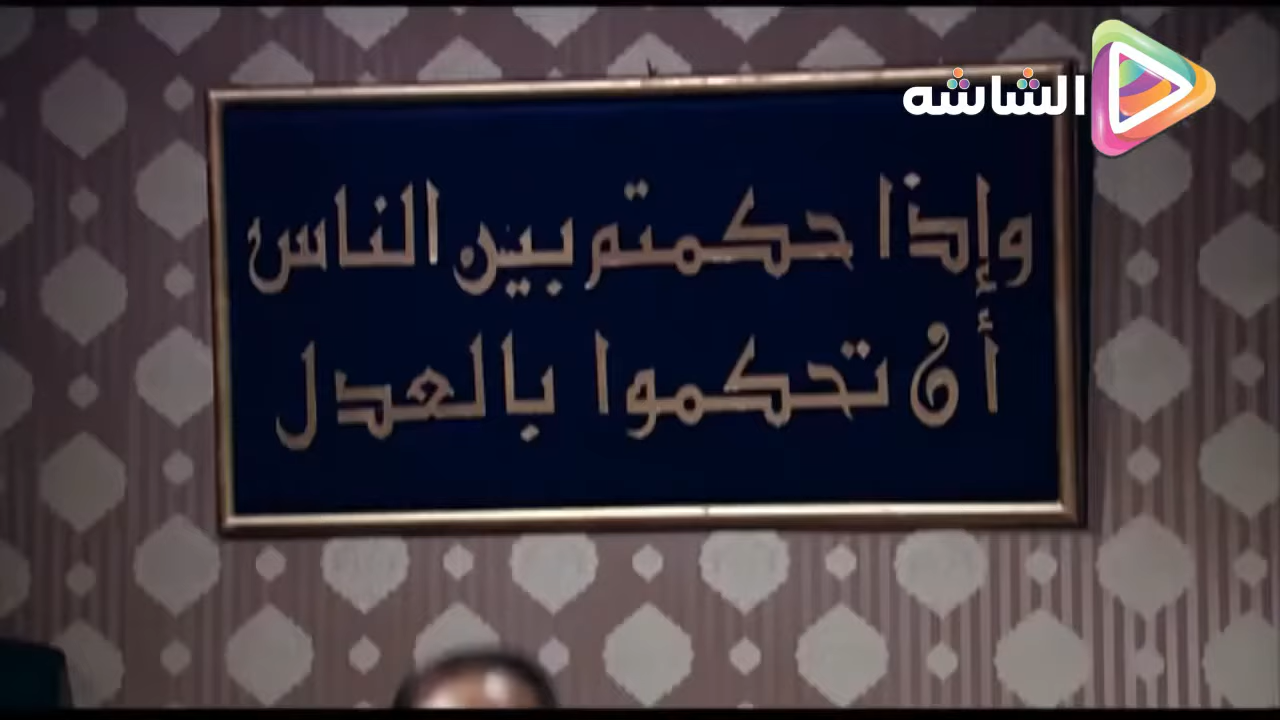 الشاشه
وإذا حكمتم بين الناس
أن تحكموا بالعدل